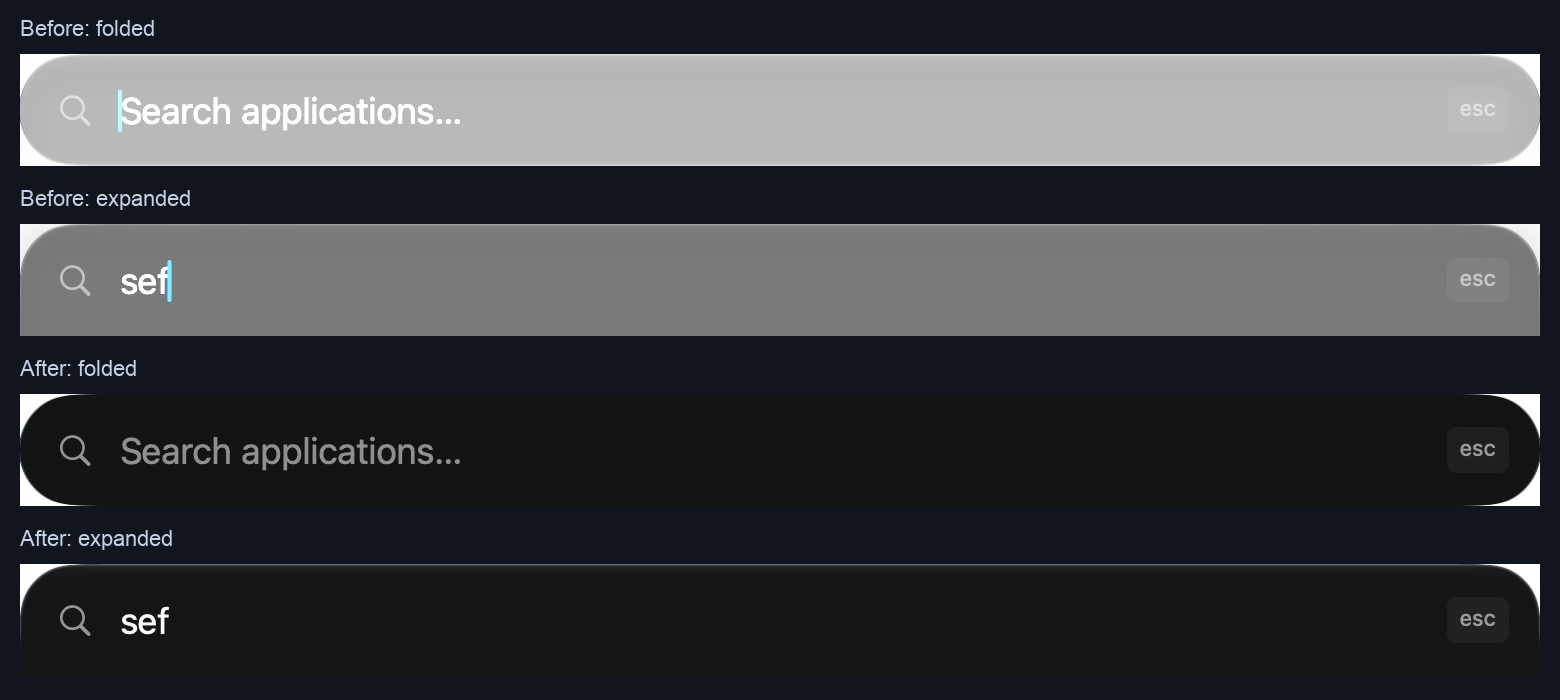 Before: folded
Search applications... esc
Before: expanded
sef esc
After: folded
Search applications... esc
After: expanded
sef esc